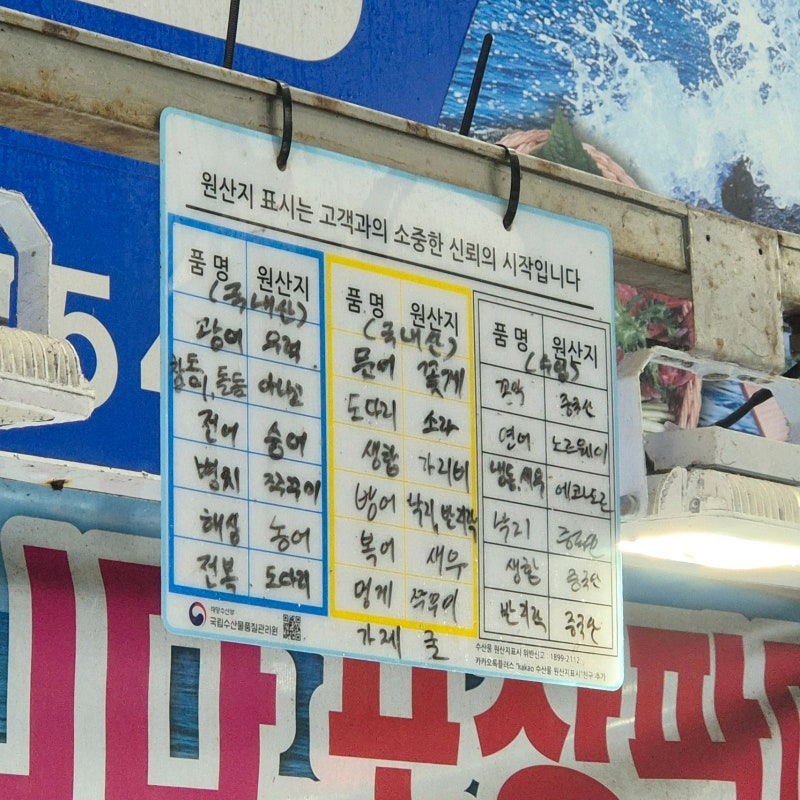 원산지 표시는 고객과의 소중한 신뢰의 시작입니다
품명 원산지
(국내산)
광어 우럭
참돔, 돌돔 아나고
전어 숭어
병치 쭈꾸미
해삼 농어
전복 도다리
품명 원산지
(국내산)
문어 꽃게
도다리 소라
생합 가리비
방어 낙지, 반지락
복어 새우
멍게 쭈꾸미
가재 굴
품명 원산지
(수입)
꼬막 중국산
연어 노르웨이
냉동새우 에콰도르
낙지 중국산
생합 중국산
반지락 중국산
해양수산부
국립수산물품질관리원
수산물 원산지표시 위반신고 : 1899-2112
카카오톡플러스 "kakao 수산물 원산지표시"친구 추가
5